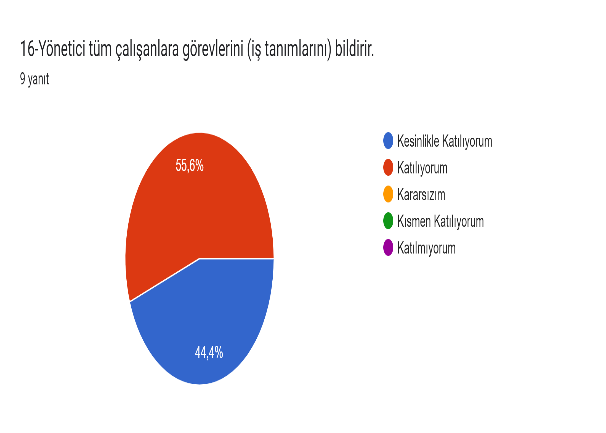 16-Yönetici tüm çalışanlara görevlerini (iş tanımlarını) bildirir.
9 yanıt
55,6%
44,4%
Kesinlikle Katılıyorum
Katılıyorum
Kararsızım
Kısmen Katılıyorum
Katılmıyorum